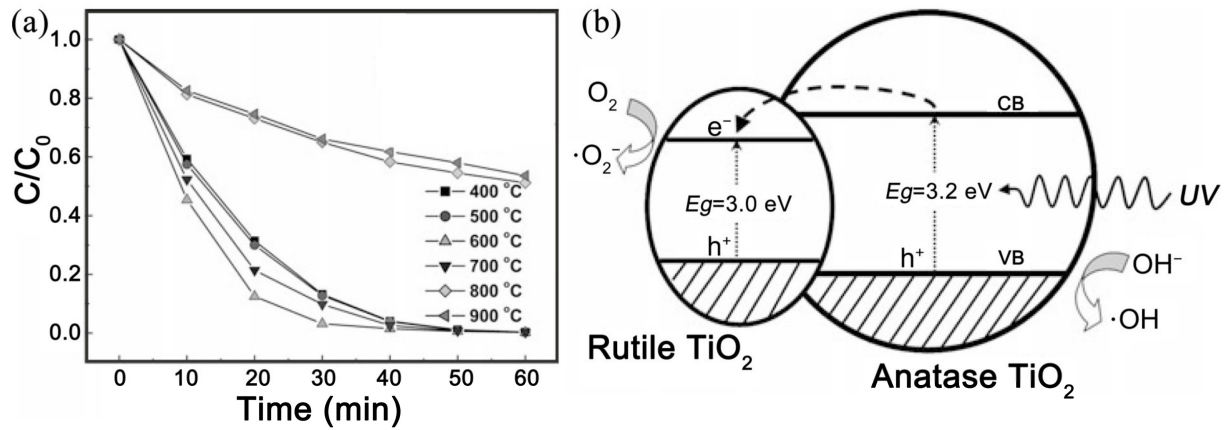 (a)
C/C₀
1.0
0.8
0.6
0.4
0.2
0.0
400 °C
500 °C
600 °C
700 °C
800 °C
900 °C
0 10 20 30 40 50 60
Time (min)
(b)
O₂
·O₂⁻
e⁻
CB
Eg=3.0 eV
Eg=3.2 eV
UV
h⁺
h⁺
VB
OH⁻
·OH
Rutile TiO₂
Anatase TiO₂